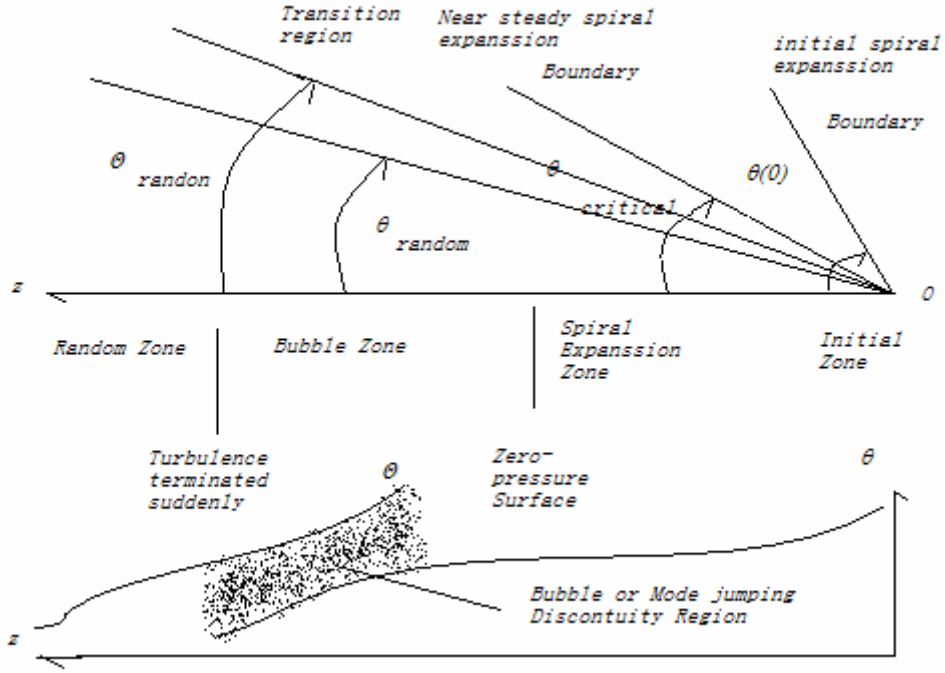 Transition
region
Near steady spiral
expanssion
Boundary
initial spiral
expanssion
Boundary
Θ randon
θ random
θ critical
θ(0)
z
0
Random Zone
Bubble Zone
Spiral
Expanssion
Zone
Initial
Zone
Turbulence
terminated
suddenly
Θ
Zero-
pressure
Surface
θ
Bubble or Mode jumping
Discontuity Region
z